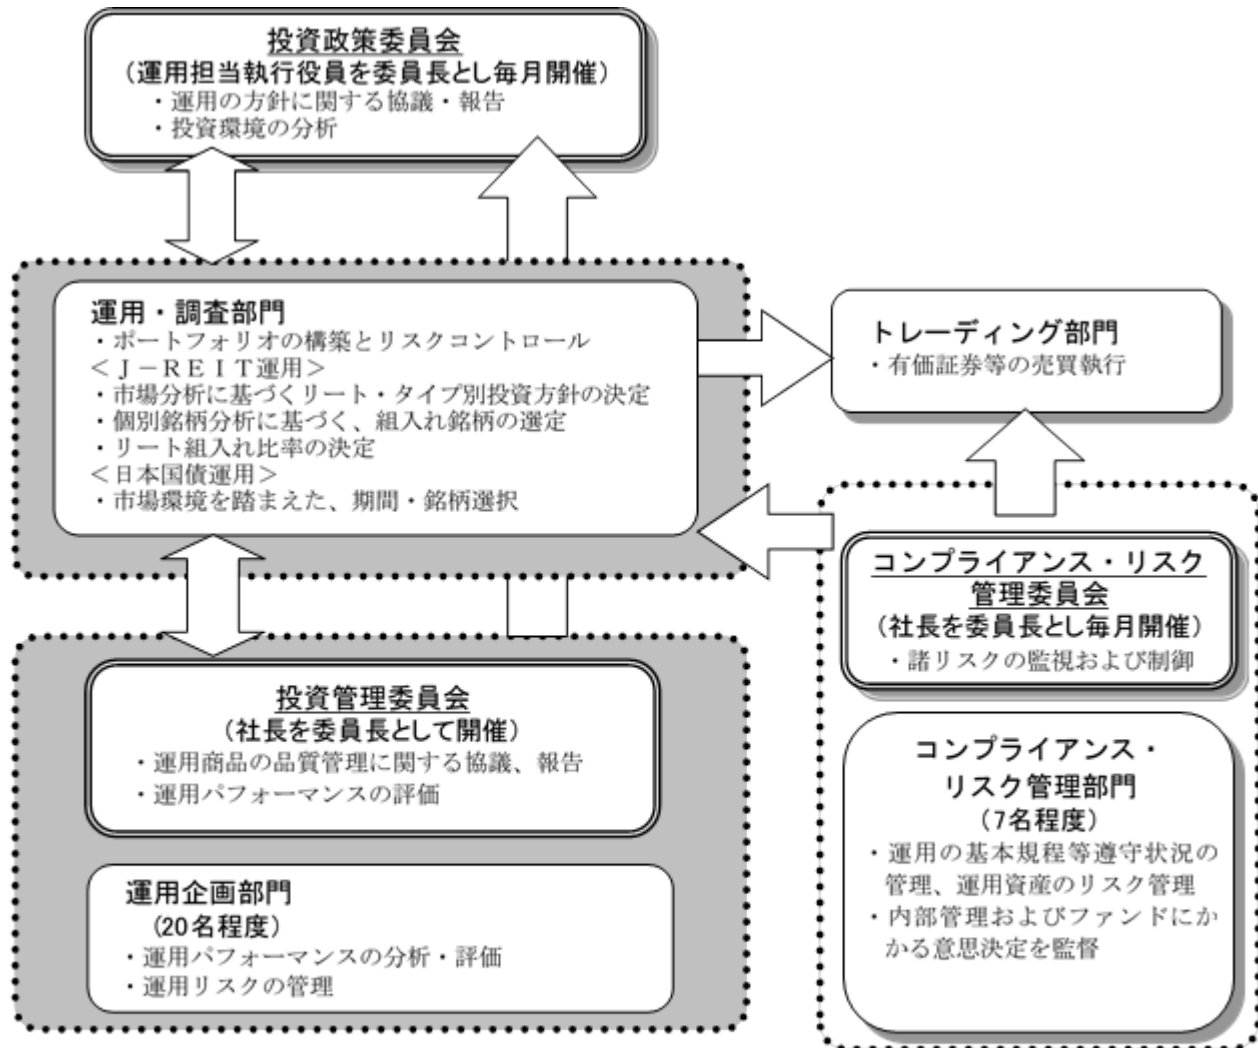 投資政策委員会
（運用担当執行役員を委員長とし毎月開催）
・運用の方針に関する協議・報告
・投資環境の分析
運用・調査部門
・ポートフォリオの構築とリスクコントロール
＜Ｊ－ＲＥＩＴ運用＞
・市場分析に基づくリート・タイプ別投資方針の決定
・個別銘柄分析に基づく、組入れ銘柄の選定
・リート組入れ比率の決定
＜日本国債運用＞
・市場環境を踏まえた、期間・銘柄選択
トレーディング部門
・有価証券等の売買執行
投資管理委員会
（社長を委員長として開催）
・運用商品の品質管理に関する協議、報告
・運用パフォーマンスの評価
運用企画部門
（20名程度）
・運用パフォーマンスの分析・評価
・運用リスクの管理
コンプライアンス・リスク
管理委員会
（社長を委員長とし毎月開催）
・諸リスクの監視および制御
コンプライアンス・
リスク管理部門
（7名程度）
・運用の基本規程等遵守状況の
管理、運用資産のリスク管理
・内部管理およびファンドにか
かる意思決定を監督